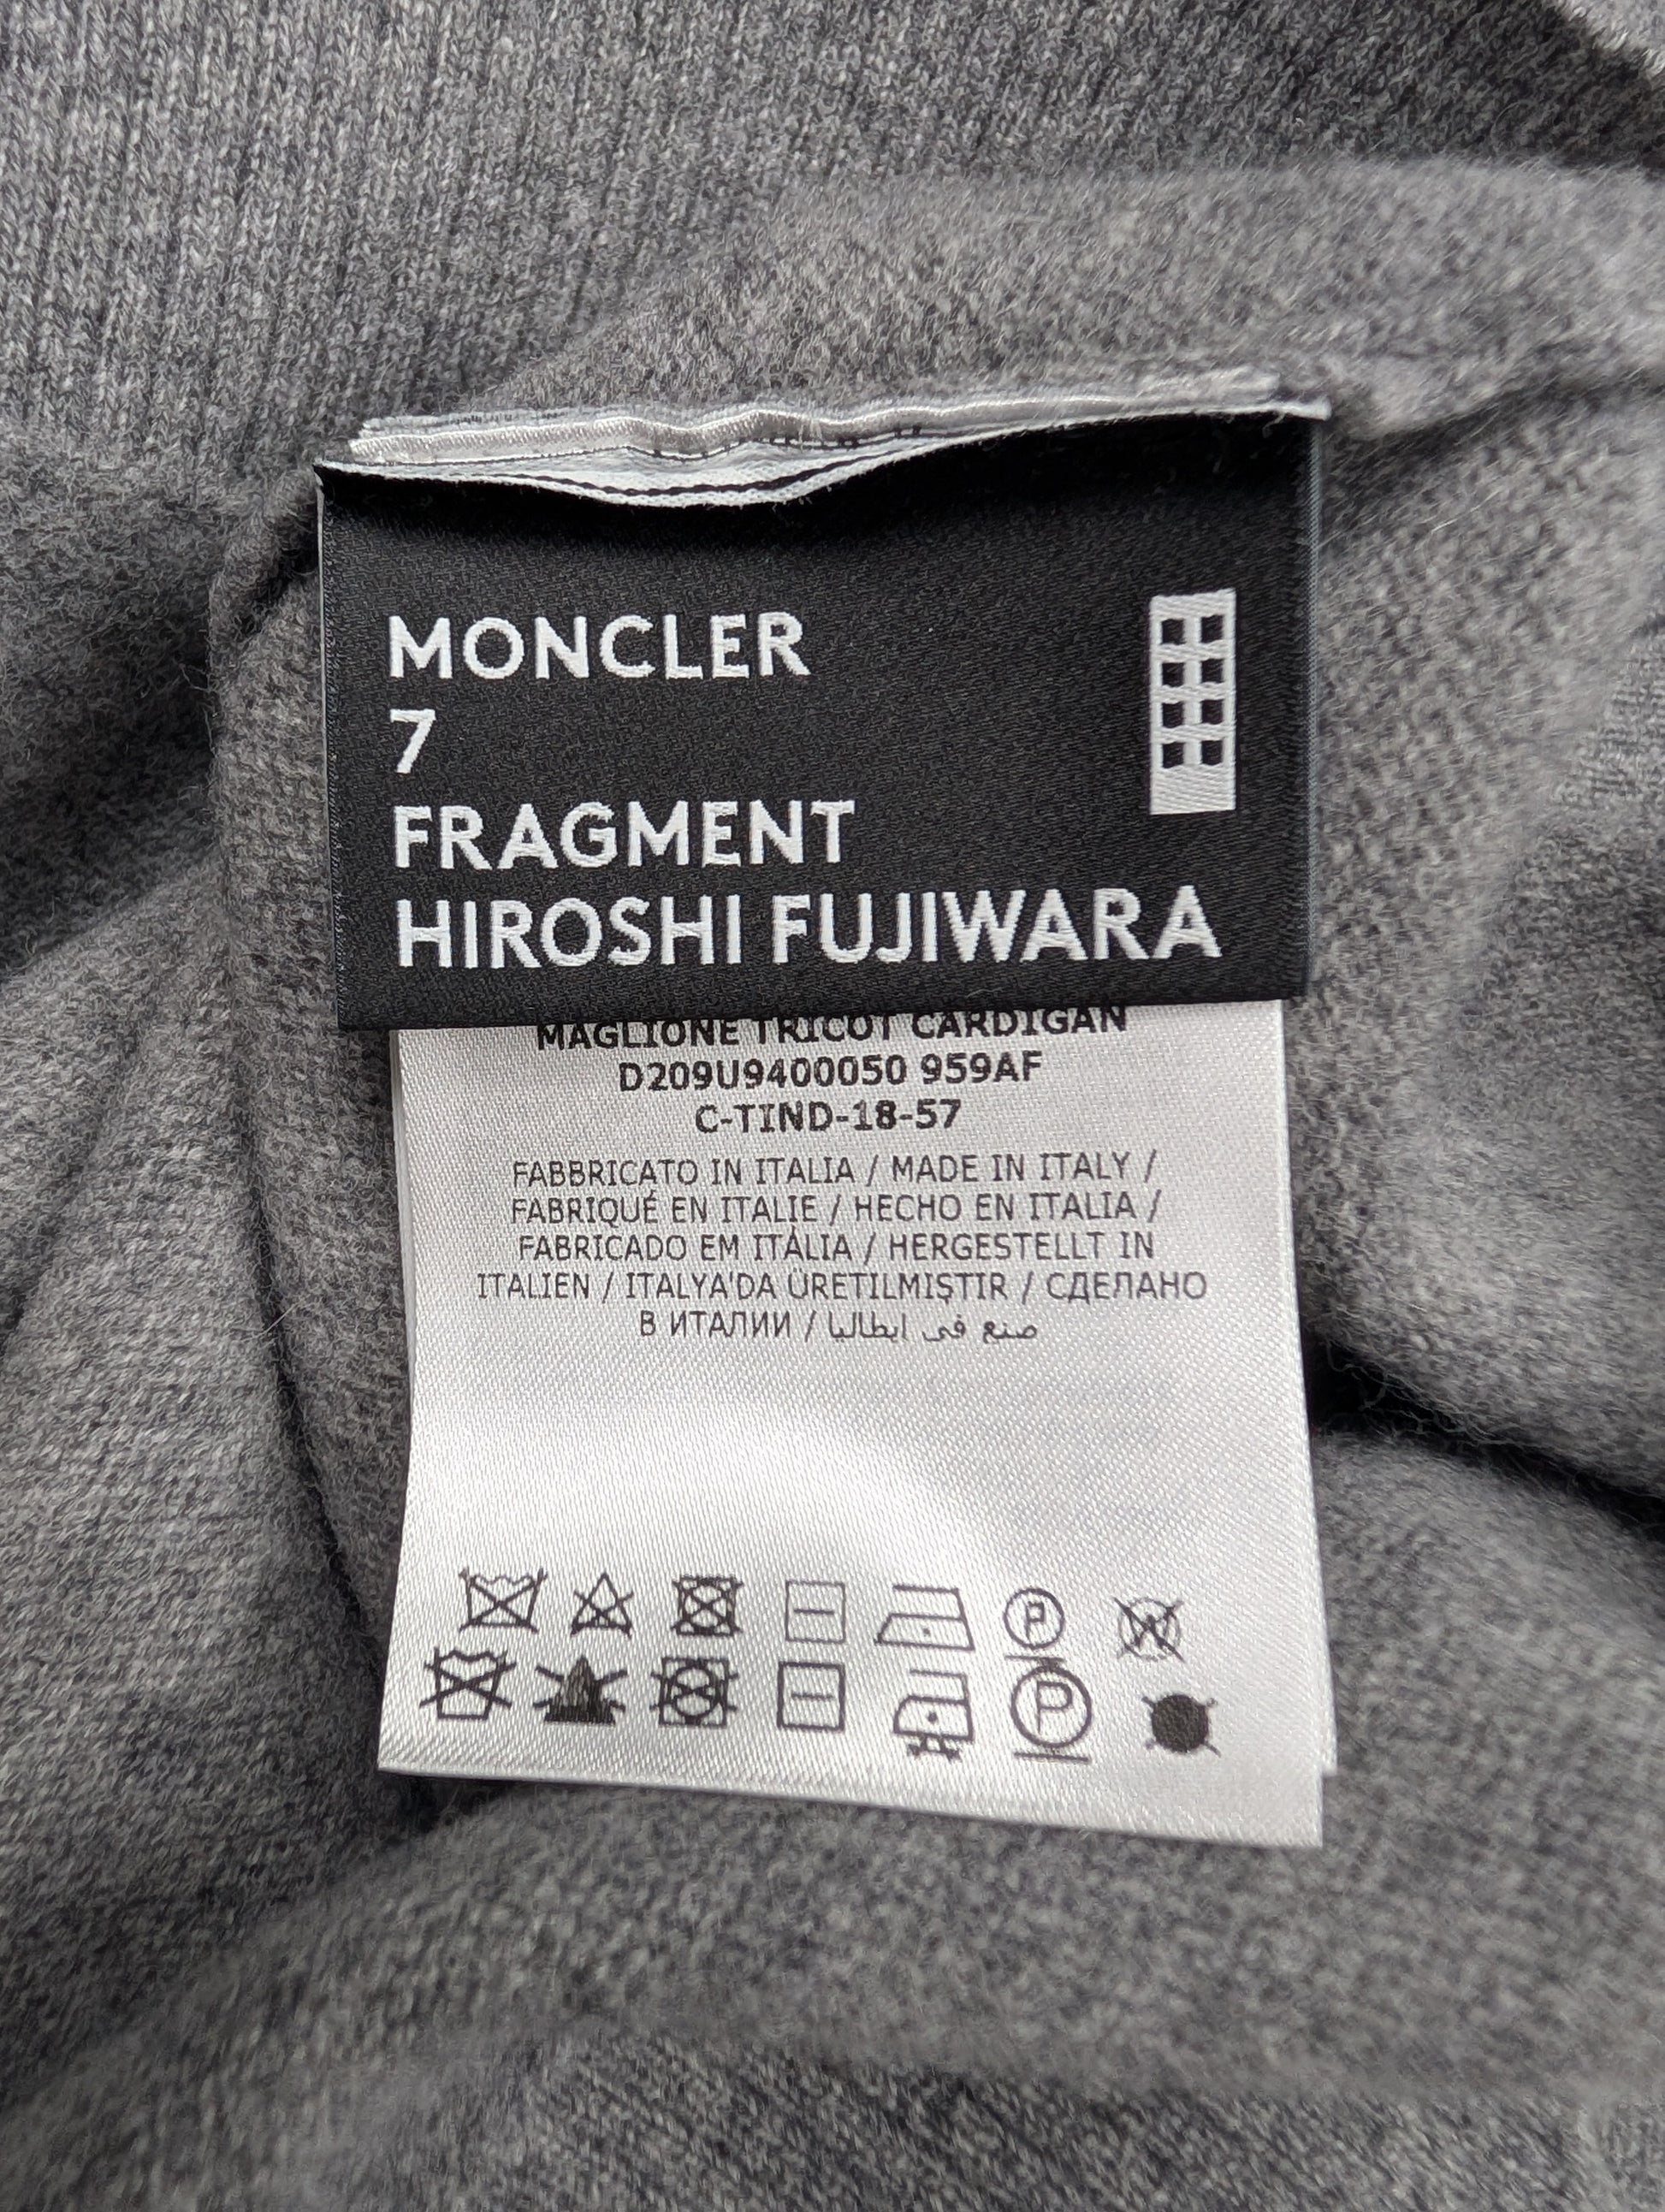 MONCLER
7
FRAGMENT
HIROSHI FUJIWARA
MAGLIONE TRICOT CARDIGAN
D209U9400050 959AF
C-TIND-18-57
FABBRICATO IN ITALIA / MADE IN ITALY /
FABRIQUÉ EN ITALIE / HECHO EN ITALIA /
FABRICADO EM ITÁLIA / HERGESTELLT IN
ITALIEN / ITALYA'DA ÜRETILMIŞTIR / СДЕЛАНО
В ИТАЛИИ / صنع في ايطاليا
P W
P